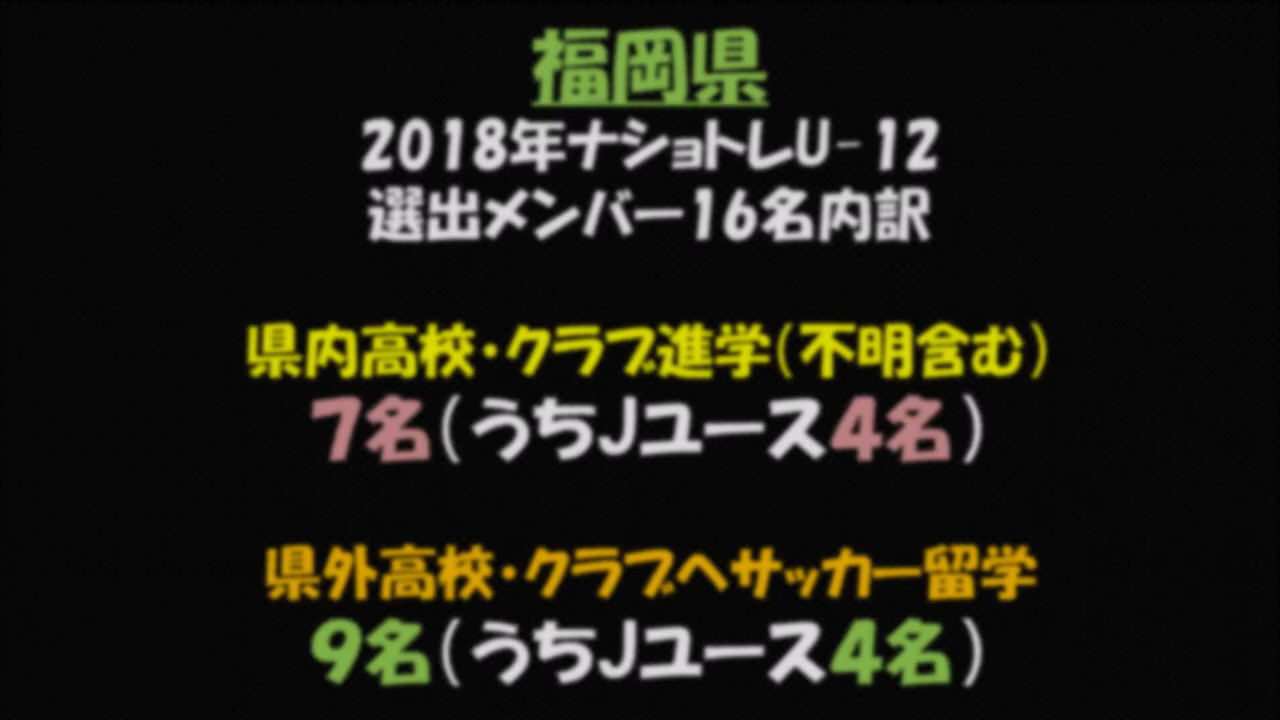 福岡県
2018年ナショトレU-12
選出メンバー16名内訳
県内高校・クラブ進学(不明含む)
7名(うちJユース4名)
県外高校・クラブへサッカー留学
9名(うちJユース4名)